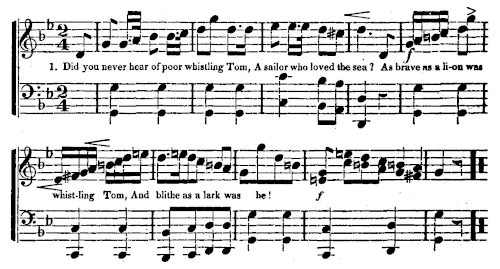 1. Did you never hear of poor whistling Tom, A sailor who loved the sea? As brave as a li-on was
whist-ling Tom, And blithe as a lark was he!